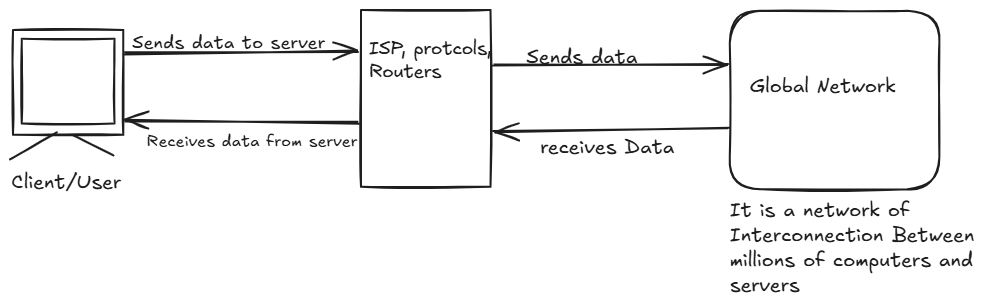 Sends data to server
ISP, protcols,
Routers
Sends data
Global Network
Receives data from server
receives Data
Client/User
It is a network of
Interconnection Between
millions of computers and
servers